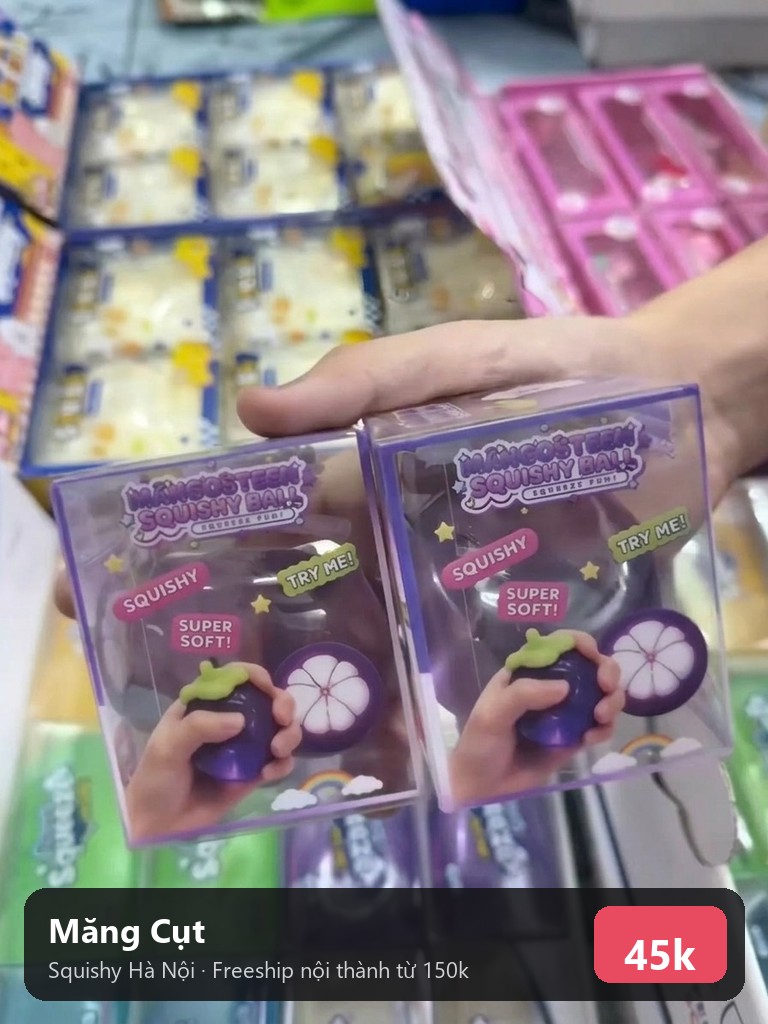 MANGOSTEEN
SQUISHY BALL
SQUEEZE FUN!
SQUISHY
TRY ME!
SUPER
SOFT!
MANGOSTEEN
SQUISHY BALL
SQUEEZE FUN!
SQUISHY
TRY ME!
SUPER
SOFT!
Squeeze
Măng Cụt
45k
Squishy Hà Nội · Freeship nội thành từ 150k